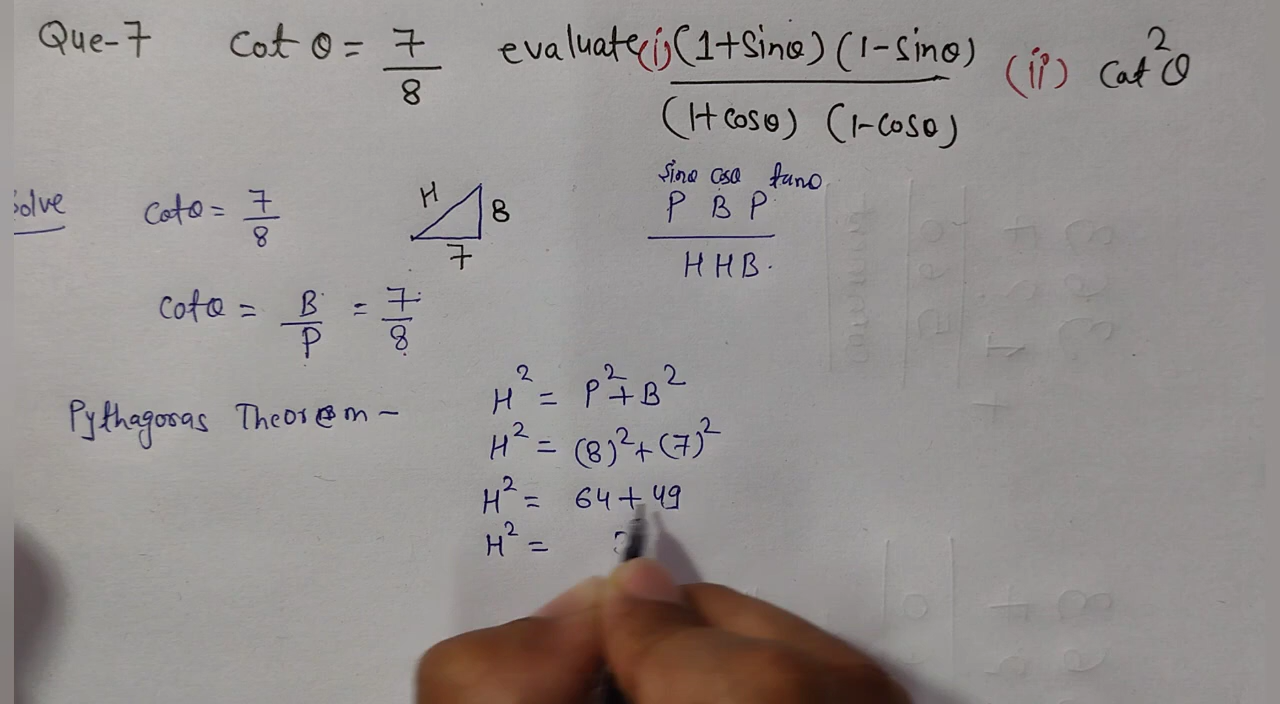 Que-7 Cot θ = 7/8 evaluate (i) (1+Sinθ) (1-Sinθ) / (1+cosθ) (1-cosθ) (ii) Cat²θ
Solve Cotθ = 7/8
H 8 7
Sinθ Cosθ tanθ
P B P
H H B.
Cotθ = B/P = 7/8
Pythagoras Theorem - H² = P²+B²
H² = (8)²+(7)²
H² = 64+49
H² =